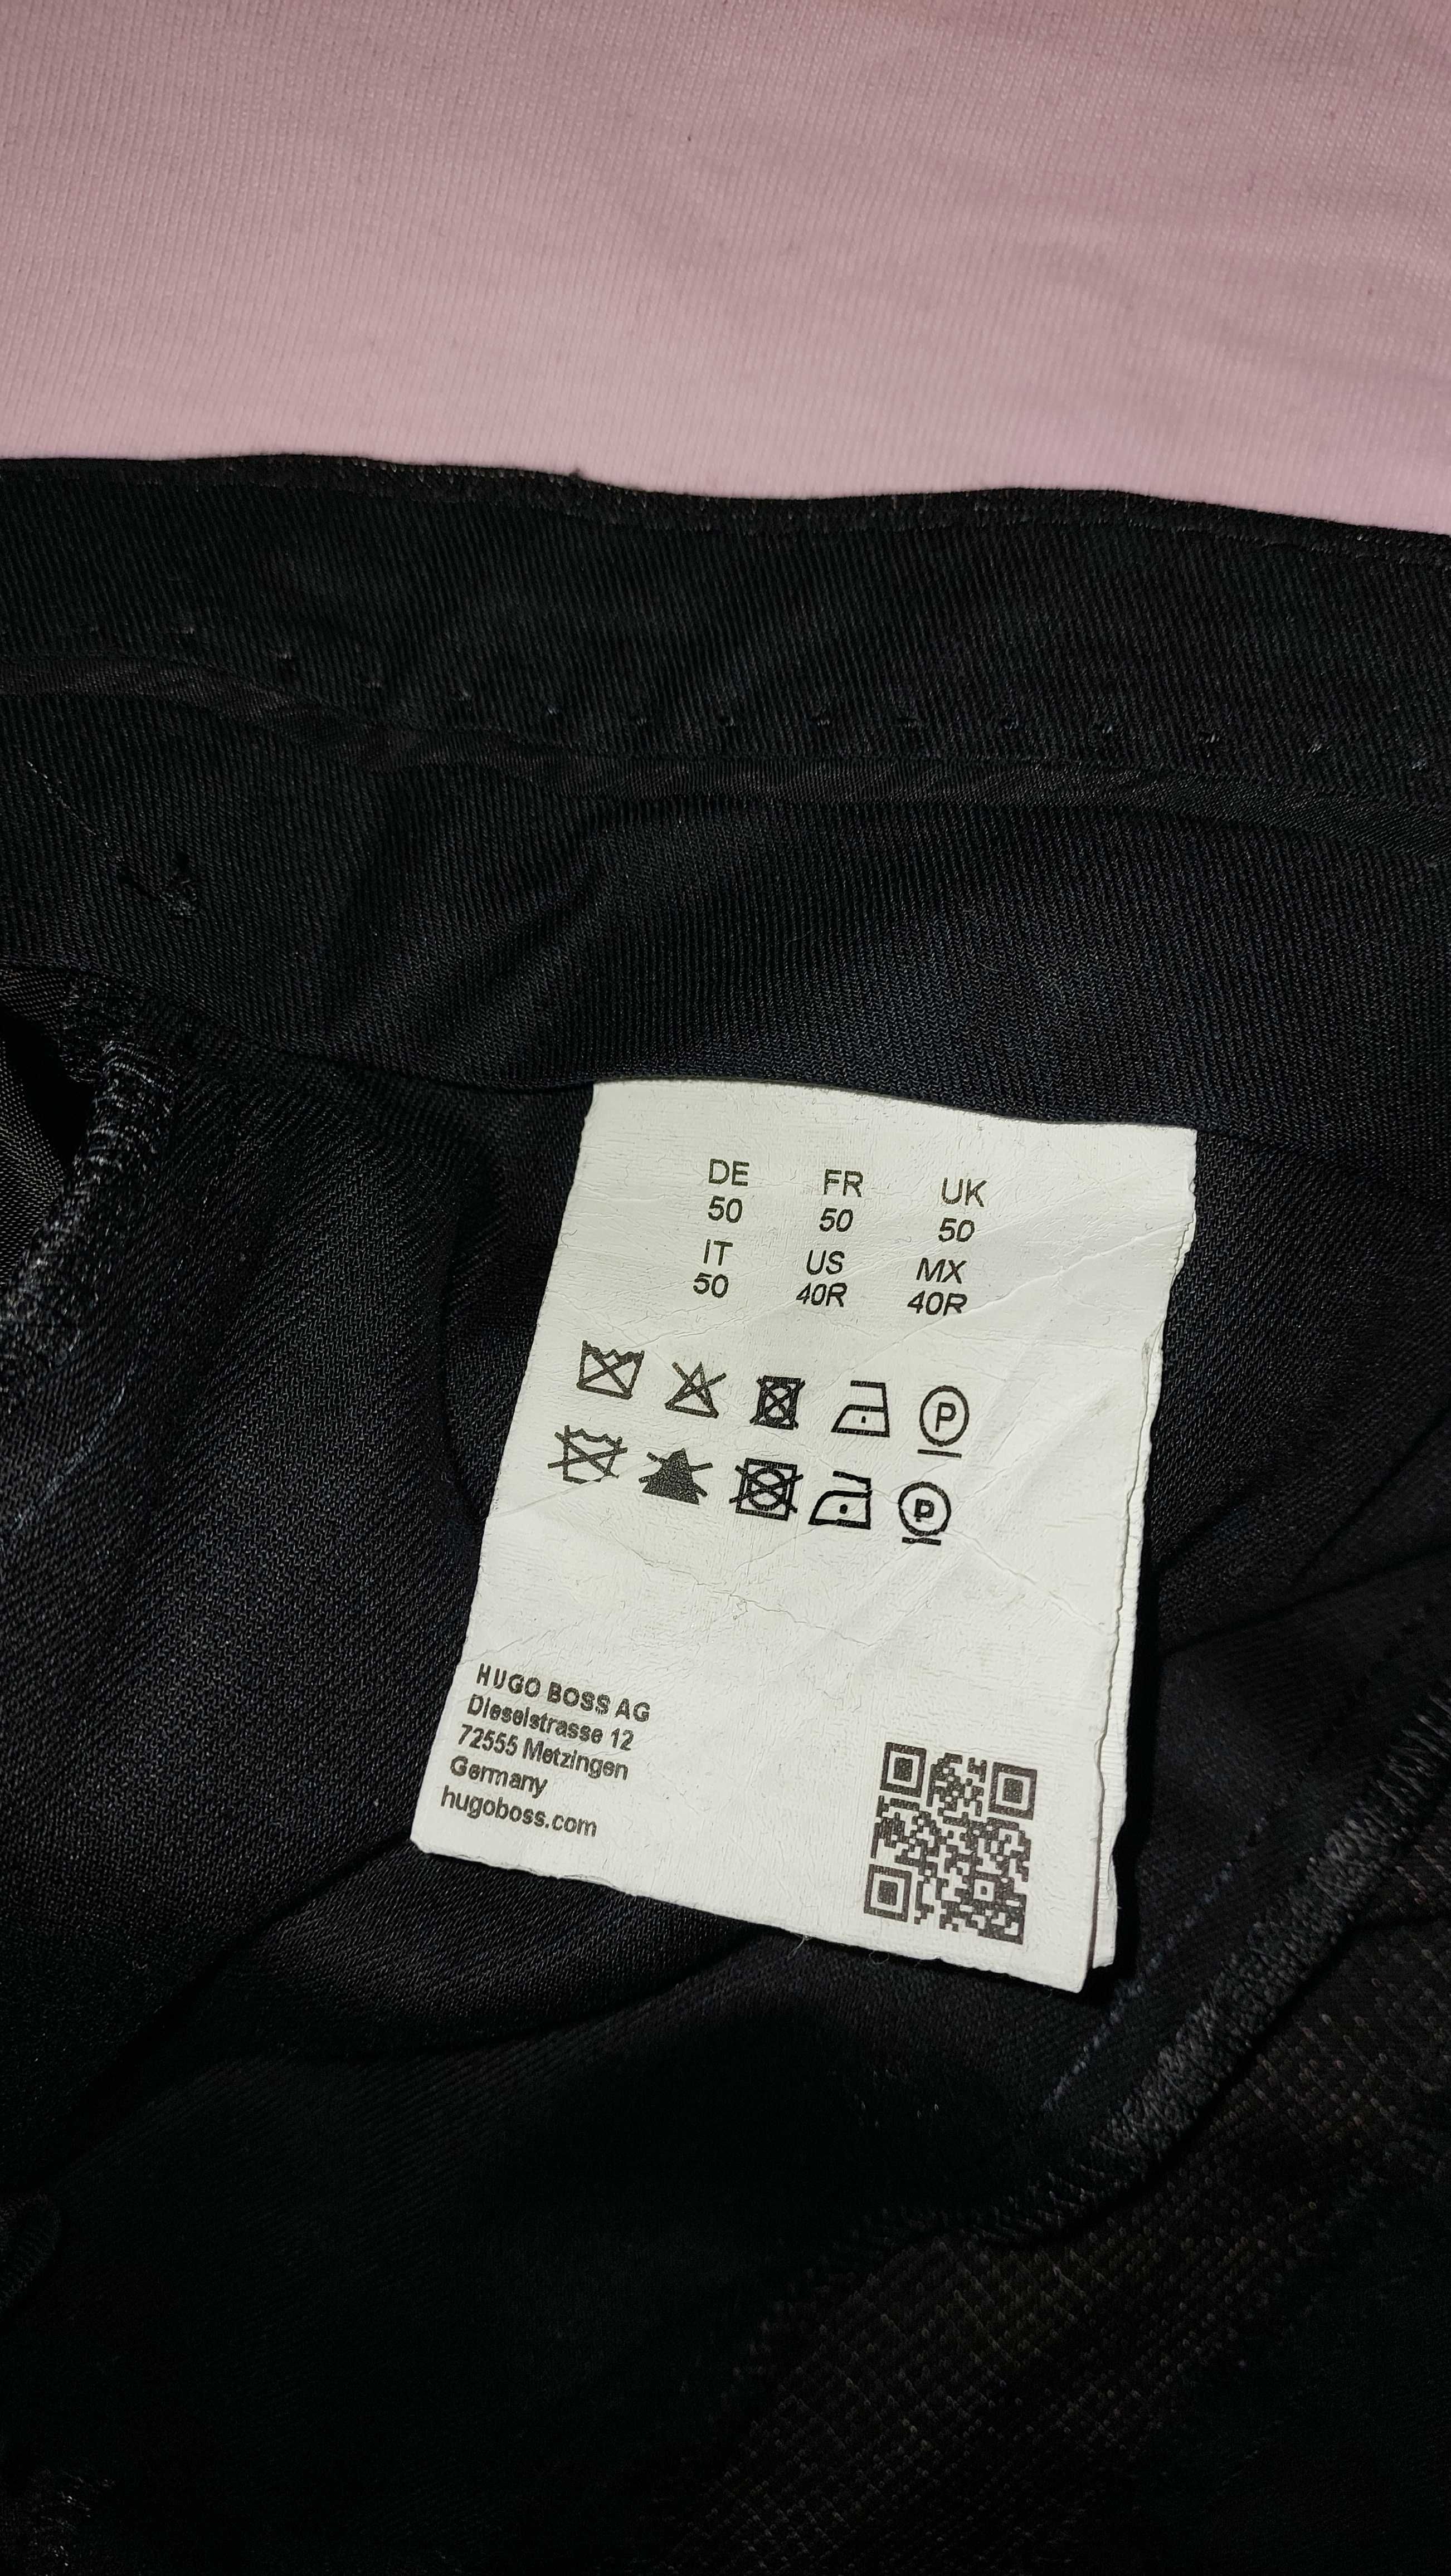 DE FR UK
50 50 50
IT US MX
50 40R 40R
P
P
HUGO BOSS AG
Dieselstrasse 12
72555 Metzingen
Germany
hugoboss.com